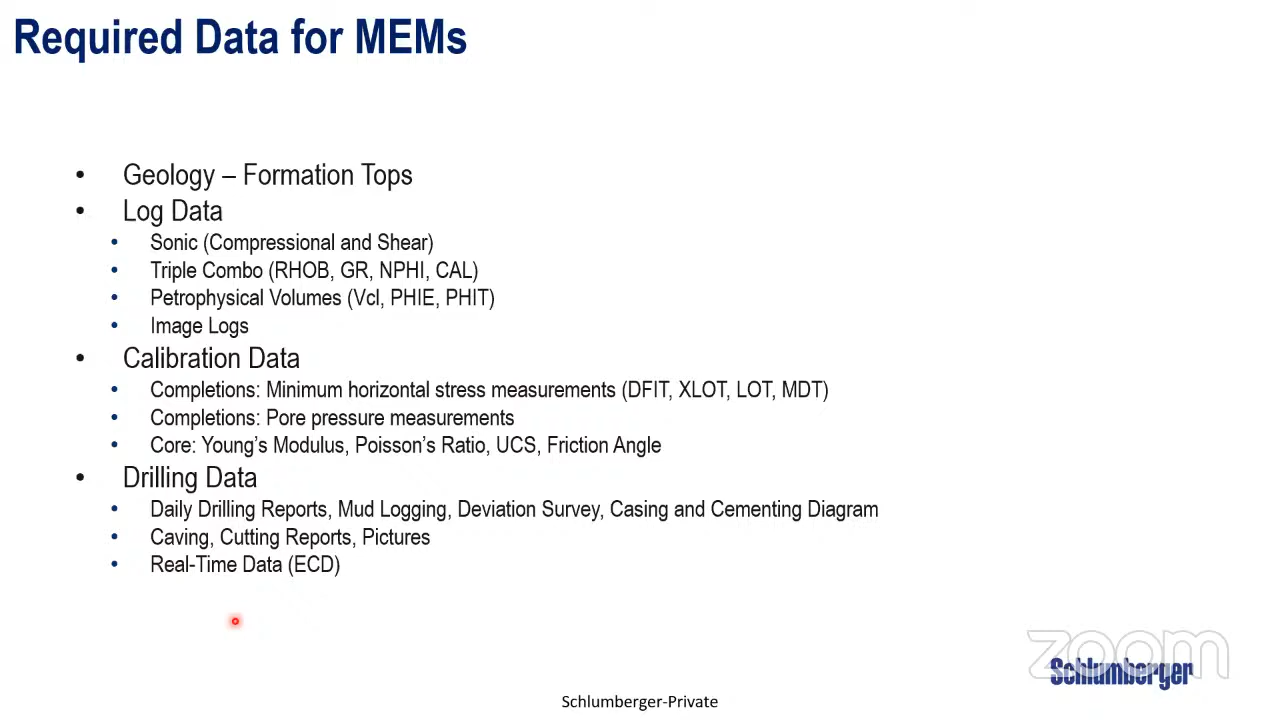 Required Data for MEMs
• Geology – Formation Tops
• Log Data
• Sonic (Compressional and Shear)
• Triple Combo (RHOB, GR, NPHI, CAL)
• Petrophysical Volumes (Vcl, PHIE, PHIT)
• Image Logs
• Calibration Data
• Completions: Minimum horizontal stress measurements (DFIT, XLOT, LOT, MDT)
• Completions: Pore pressure measurements
• Core: Young’s Modulus, Poisson’s Ratio, UCS, Friction Angle
• Drilling Data
• Daily Drilling Reports, Mud Logging, Deviation Survey, Casing and Cementing Diagram
• Caving, Cutting Reports, Pictures
• Real-Time Data (ECD)
zoom
Schlumberger
Schlumberger-Private